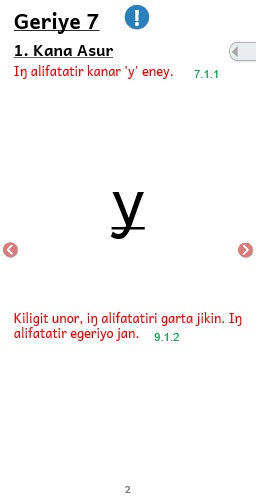 Geriye 7
!
1. Kana Asur
Iŋ alifatatir kanar 'y' eney.
7.1.1
y
Kiligit unor, iŋ alifatatiri garta jikin. Iŋ
alifatatir egeriyo jan.
9.1.2
2